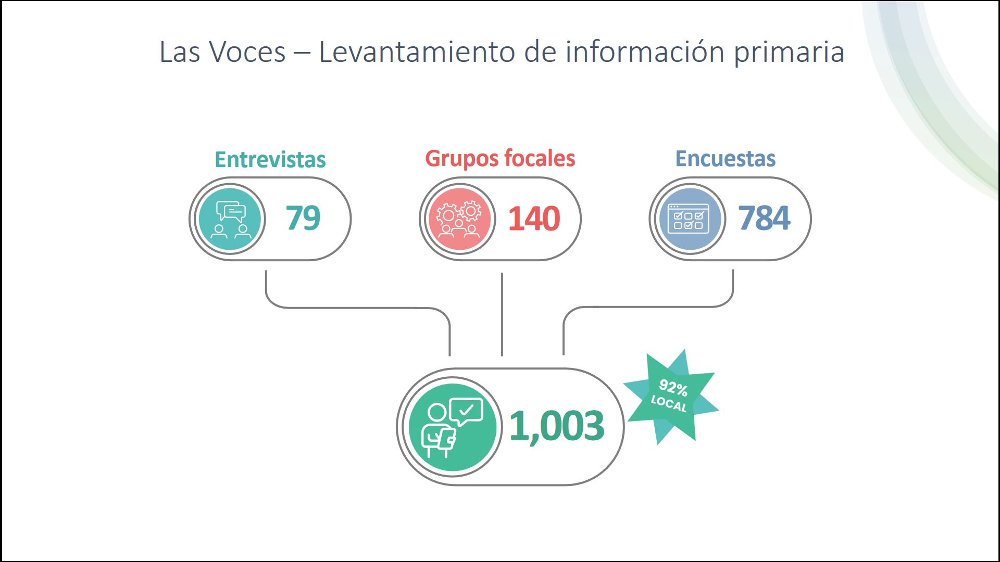 Las Voces – Levantamiento de información primaria
Entrevistas
79
Grupos focales
140
Encuestas
784
1,003
92%
LOCAL